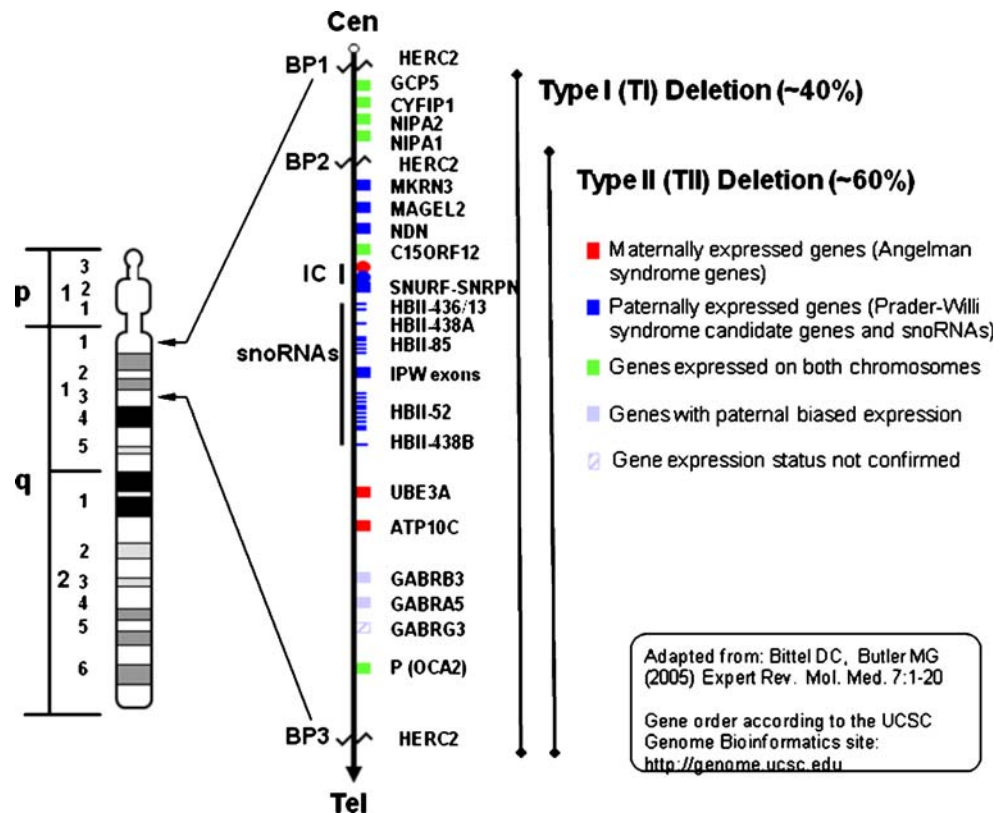 Cen
BP1
HERC2
GCP5
CYFIP1
NIPA2
NIPA1
BP2
HERC2
MKRN3
MAGEL2
NDN
C15ORF12
IC
SNURF-SNRPN
HBII-436/13
HBII-438A
HBII-85
snoRNAs
IPW exons
HBII-52
HBII-438B
UBE3A
ATP10C
GABRB3
GABRA5
GABRG3
P (OCA2)
BP3
HERC2
Tel
p
1
3
2
1
q
1
1
2
3
4
5
2
1
2
3
4
5
6
Type I (TI) Deletion (~40%)
Type II (TII) Deletion (~60%)
Maternally expressed genes (Angelman
syndrome genes)
Paternally expressed genes (Prader-Willi
syndrome candidate genes and snoRNAs)
Genes expressed on both chromosomes
Genes with paternal biased expression
Gene expression status not confirmed
Adapted from: Bittel DC, Butler MG
(2005) Expert Rev. Mol. Med. 7:1-20
Gene order according to the UCSC
Genome Bioinformatics site:
http://genome.ucsc.edu